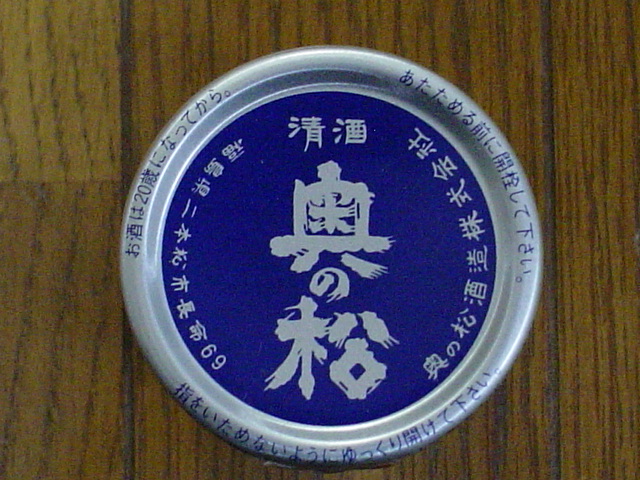 清酒
奥の松
福島県二本松市長命69
奥の松酒造株式会社
お酒は20歳になってから。
あたためる前に開栓して下さい。
指をいためないようにゆっくり開けて下さい。